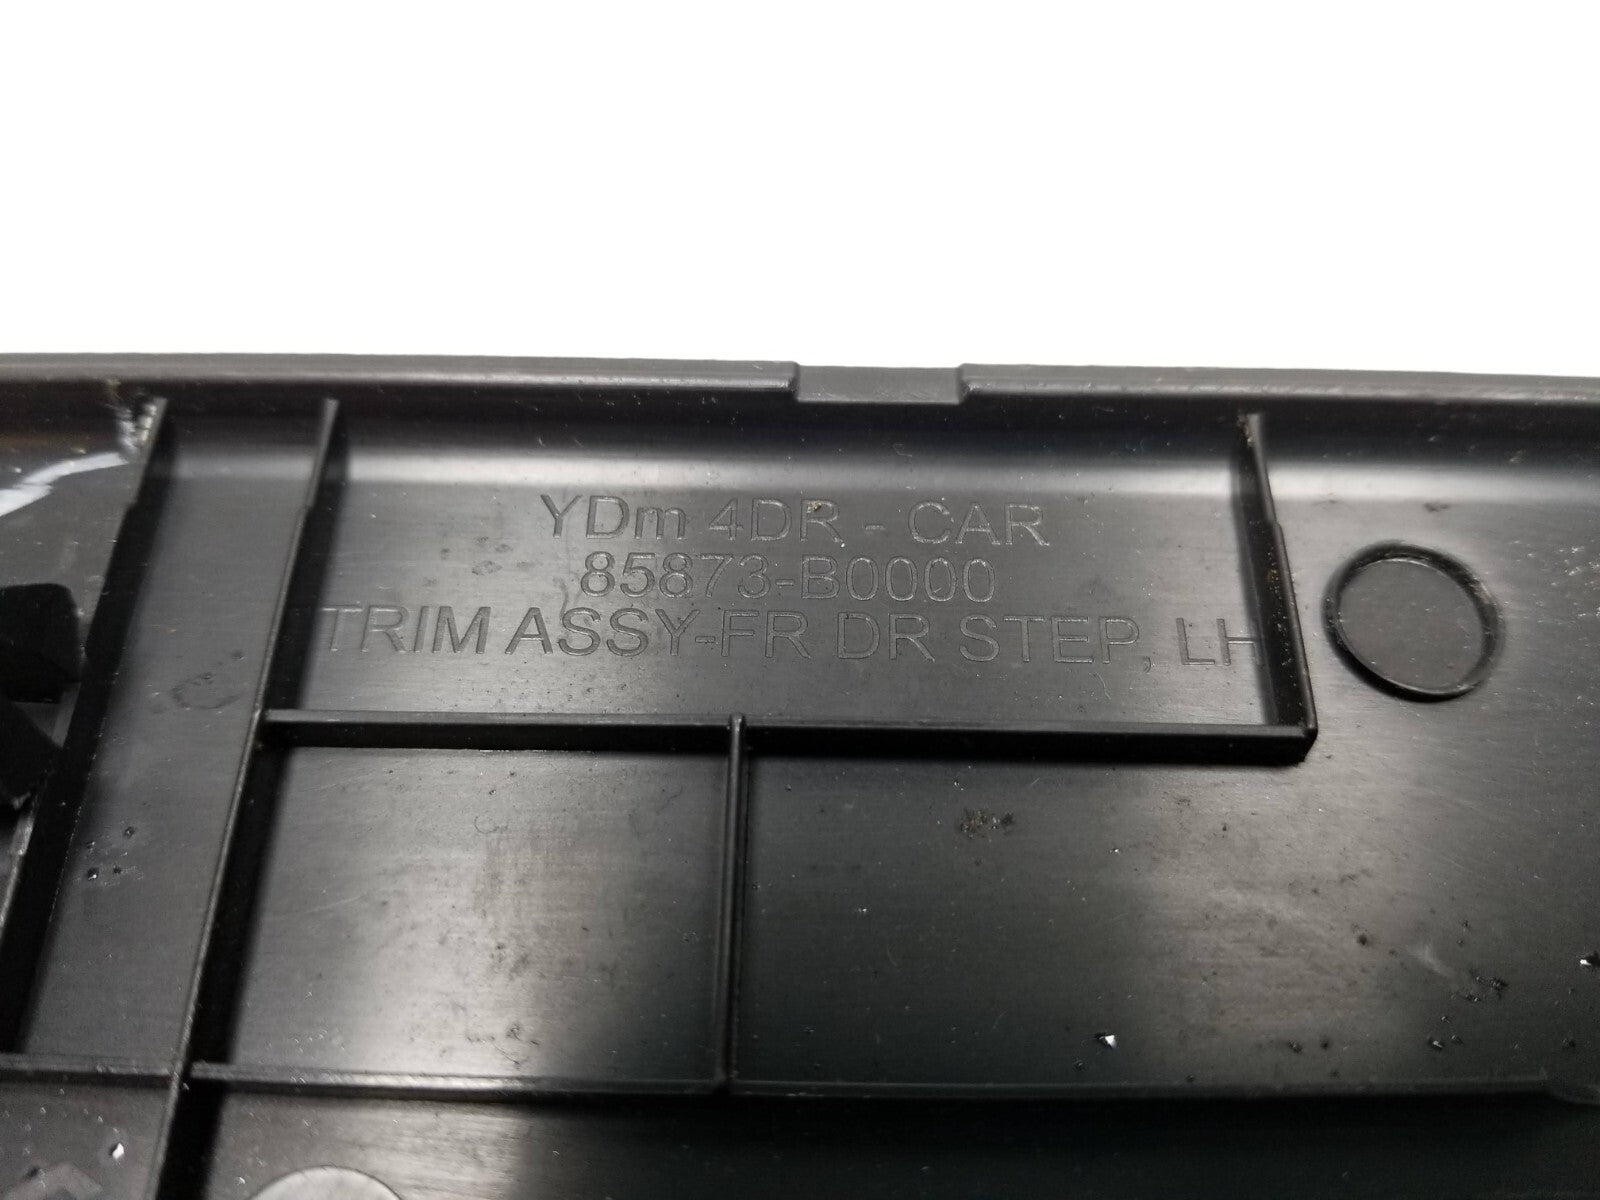 YDm 4DR - CAR
85873-B0000
TRIM ASSY-FR DR STEP, LH